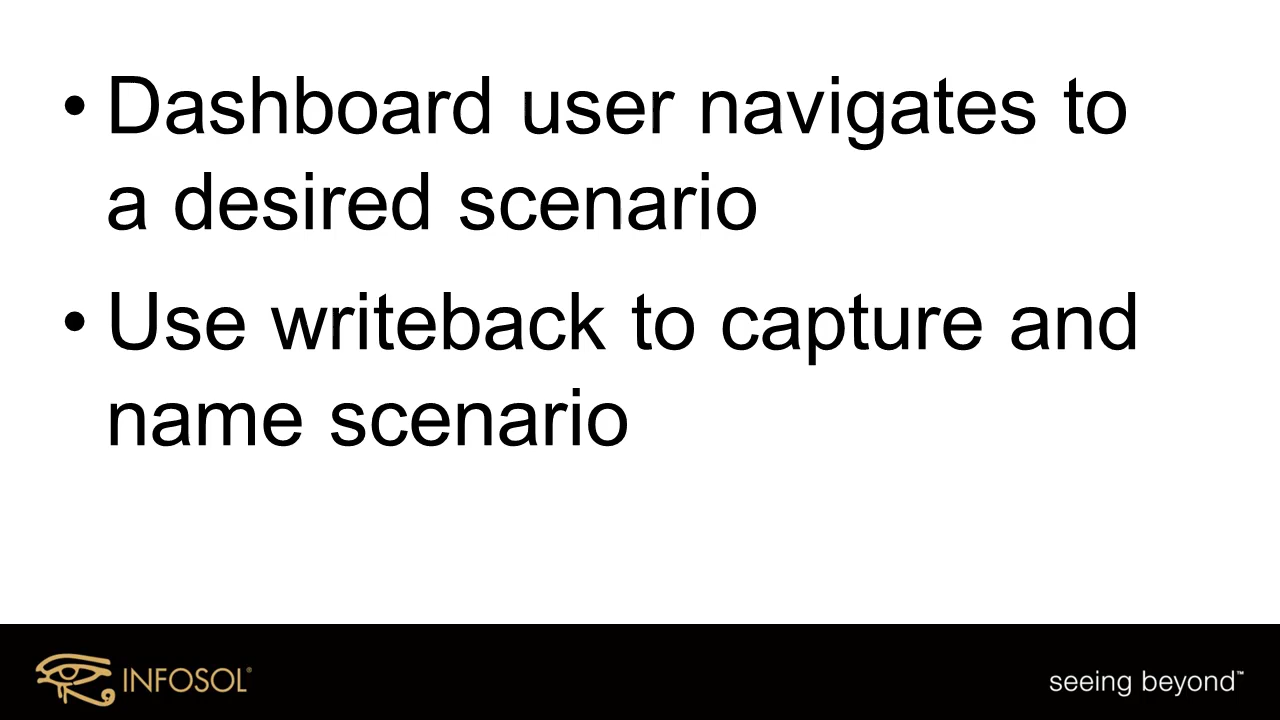 • Dashboard user navigates to
a desired scenario
• Use writeback to capture and
name scenario
INFOSOL®
seeing beyond™